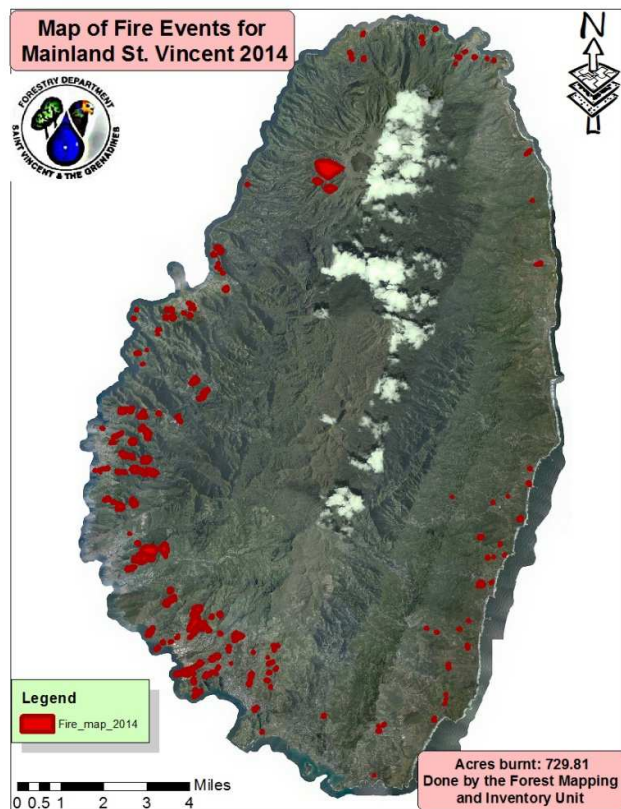 Map of Fire Events for
Mainland St. Vincent 2014
N
FORESTRY DEPARTMENT
SAINT VINCENT & THE GRENADINES
Legend
Fire_map_2014
Miles
0 0.5 1 2 3 4
Acres burnt: 729.81
Done by the Forest Mapping
and Inventory Unit